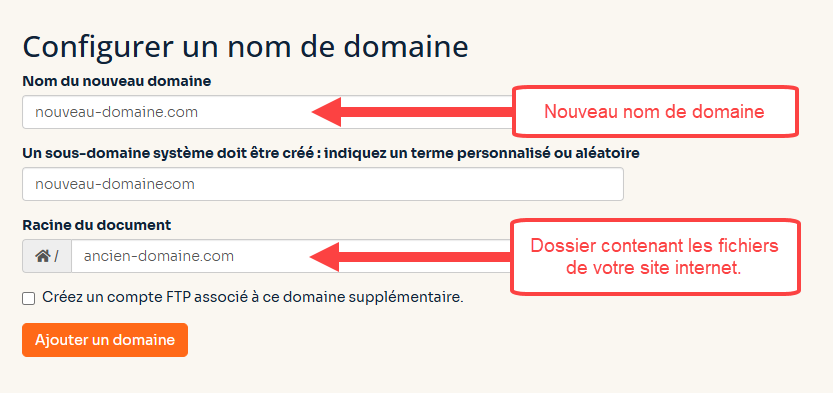 Configurer un nom de domaine
Nom du nouveau domaine
nouveau-domaine.com
Nouveau nom de domaine
Un sous-domaine système doit être créé : indiquez un terme personnalisé ou aléatoire
nouveau-domainecom
Racine du document
/ ancien-domaine.com
Dossier contenant les fichiers
de votre site internet.
Créez un compte FTP associé à ce domaine supplémentaire.
Ajouter un domaine